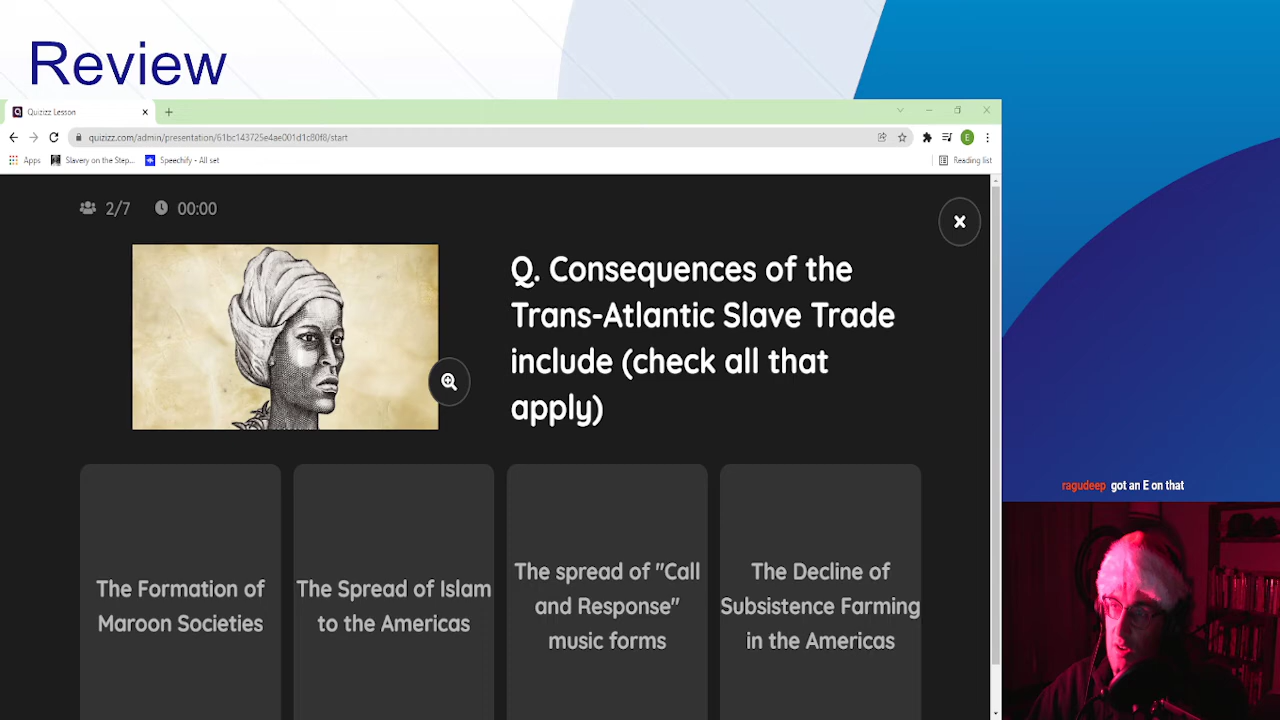 Review
Quizizz Lesson
quizizz.com/admin/presentation/61bc143725e4ae001d1c80f8/start
Apps
Slavery on the Step...
Speechify - All set
E
Reading list
2/7
00:00
Q. Consequences of the
Trans-Atlantic Slave Trade
include (check all that
apply)
The Formation of
Maroon Societies
The Spread of Islam
to the Americas
The spread of "Call
and Response"
music forms
The Decline of
Subsistence Farming
in the Americas
ragudeep got an E on that